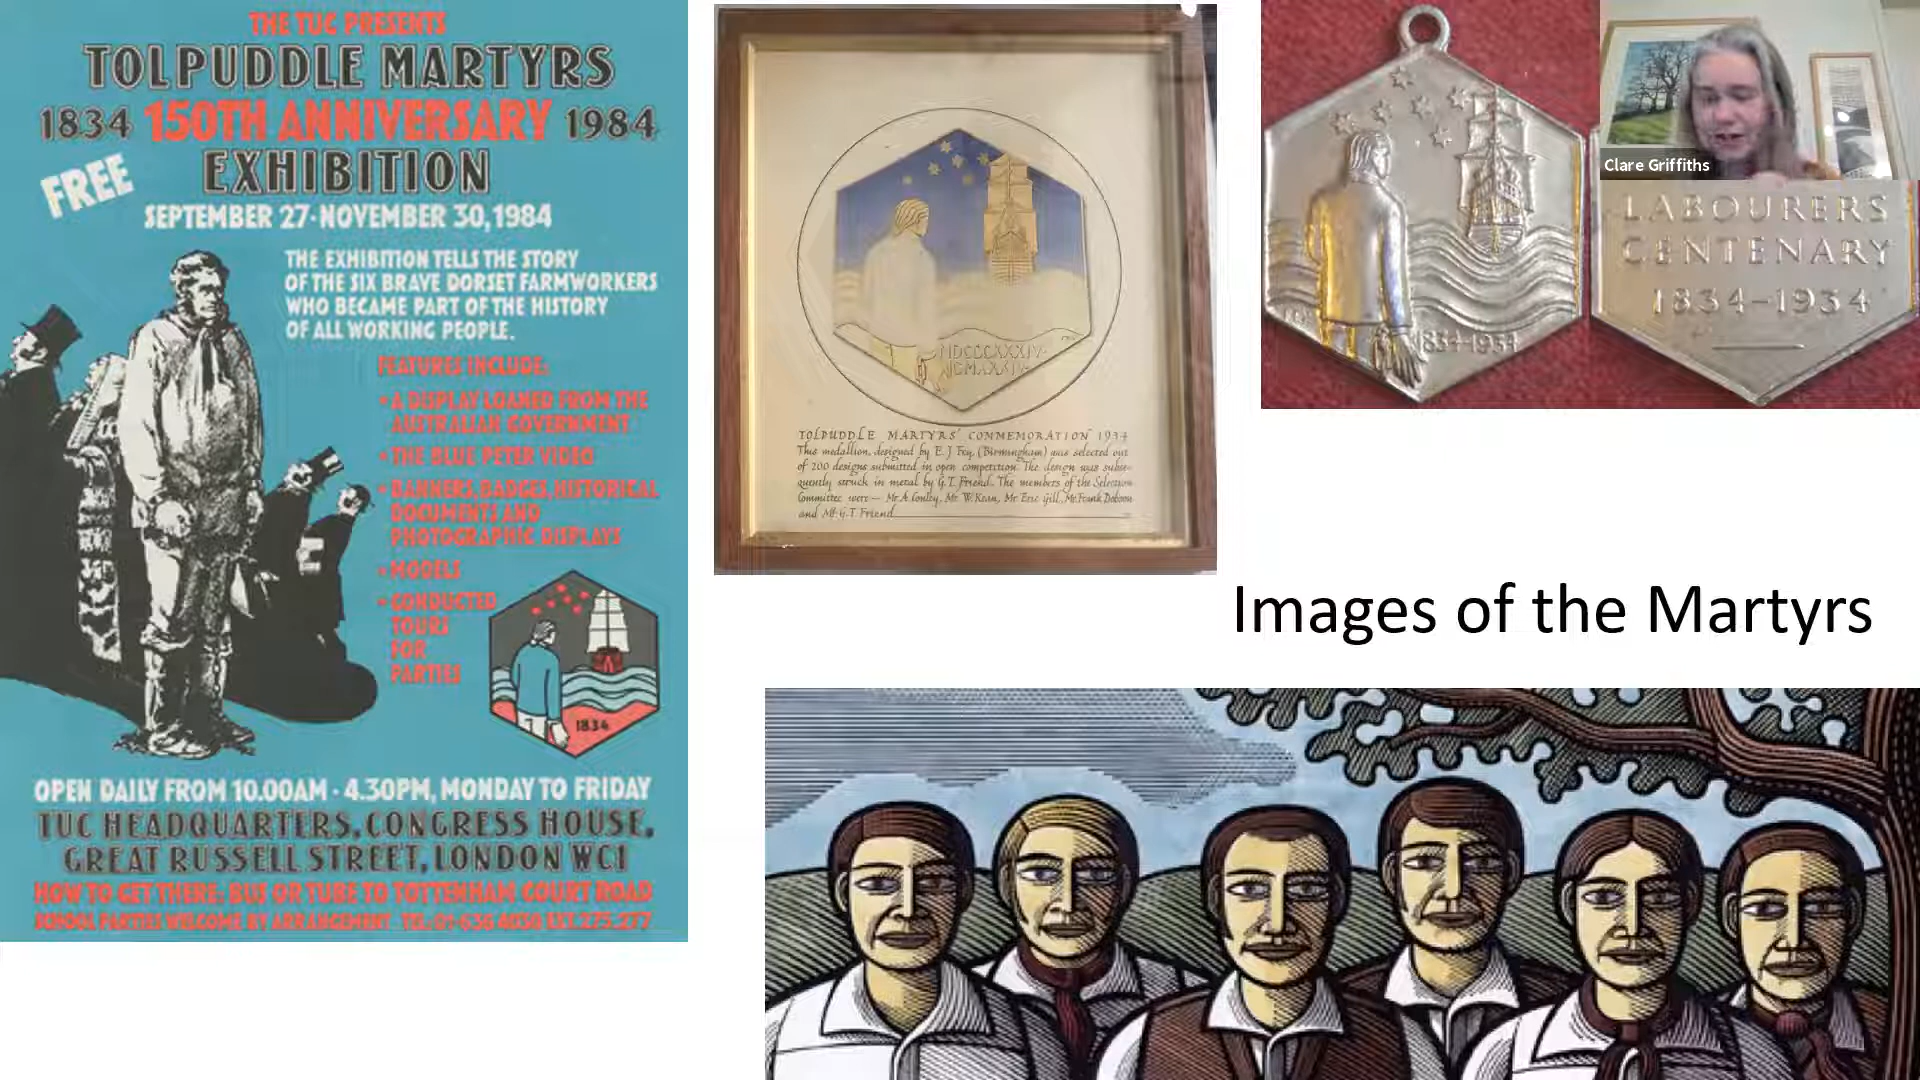 THE TUC PRESENTS
TOLPUDDLE MARTYRS
1834 150TH ANNIVERSARY 1984
EXHIBITION
FREE
SEPTEMBER 27·NOVEMBER 30, 1984
THE EXHIBITION TELLS THE STORY
OF THE SIX BRAVE DORSET FARMWORKERS
WHO BECAME PART OF THE HISTORY
OF ALL WORKING PEOPLE.
FEATURES INCLUDE:
• A DISPLAY LOANED FROM THE
AUSTRALIAN GOVERNMENT
• THE BLUE PETER VIDEO
• BANNERS, BADGES, HISTORICAL
DOCUMENTS AND
PHOTOGRAPHIC DISPLAYS
• MODELS
• CONDUCTED
TOURS
FOR
PARTIES
1834
OPEN DAILY FROM 10.00AM - 4.30PM, MONDAY TO FRIDAY
TUC HEADQUARTERS, CONGRESS HOUSE,
GREAT RUSSELL STREET, LONDON WC1
HOW TO GET THERE: BUS OR TUBE TO TOTTENHAM COURT ROAD
SCHOOL PARTIES WELCOME BY ARRANGEMENT TEL: 01-636 4030 EXT. 275, 277
TOLPUDDLE MARTYRS' COMMEMORATION 1934
This medallion, designed by E. J. Fey, (Birmingham) was selected out
of 200 designs submitted in open competition. The design was subse-
quently struck in metal by G.T. Friend. The members of the Selection
Committee were — Mr. A. Conley, Mr. W. Kean, Mr. Eric Gill, Mr. Frank Dobson
and Mr. G.T. Friend
1834-1934
Clare Griffiths
LABOURERS
CENTENARY
1834-1934
Images of the Martyrs